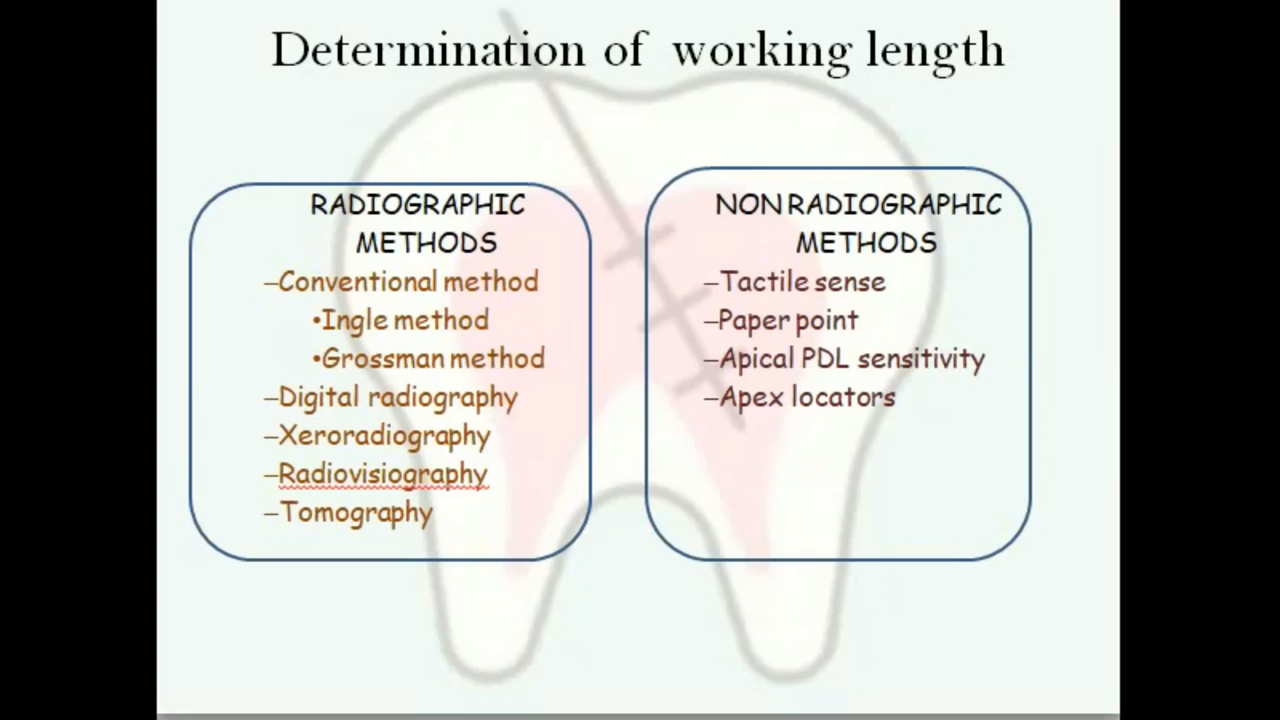 Determination of working length
RADIOGRAPHIC
METHODS
–Conventional method
•Ingle method
•Grossman method
–Digital radiography
–Xeroradiography
–Radiovisiography
–Tomography
NON RADIOGRAPHIC
METHODS
–Tactile sense
–Paper point
–Apical PDL sensitivity
–Apex locators